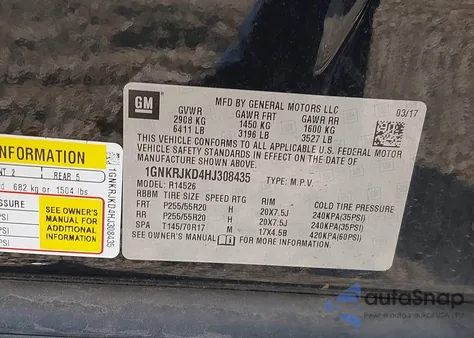 GM
MFD BY GENERAL MOTORS LLC
03/17
GVWR GAWR FRT GAWR RR
2908 KG 1450 KG 1600 KG
6411 LB 3196 LB 3527 LB
THIS VEHICLE CONFORMS TO ALL APPLICABLE U.S. FEDERAL MOTOR
VEHICLE SAFETY STANDARDS IN EFFECT ON THE DATE OF
MANUFACTURE SHOWN ABOVE.
1GNKRJKD4HJ308435 TYPE: M.P.V.
MODEL: R14526
RBBM TIRE SIZE SPEED RTG RIM COLD TIRE PRESSURE
FRT P255/55R20 H 20X7.5J 240KPA(35PSI)
RR P255/55R20 H 20X7.5J 240KPA(35PSI)
SPA T145/70R17 M 17X4.5B 420KPA(60PSI)
SEE OWNER'S MANUAL FOR MORE INFORMATION.
INFORMATION
2 REAR 5
682 kg or 1504 lbs
SEE OWNER'S
MANUAL FOR
ADDITIONAL
INFORMATION
1GNKRJKD4HJ308435
autoSnap